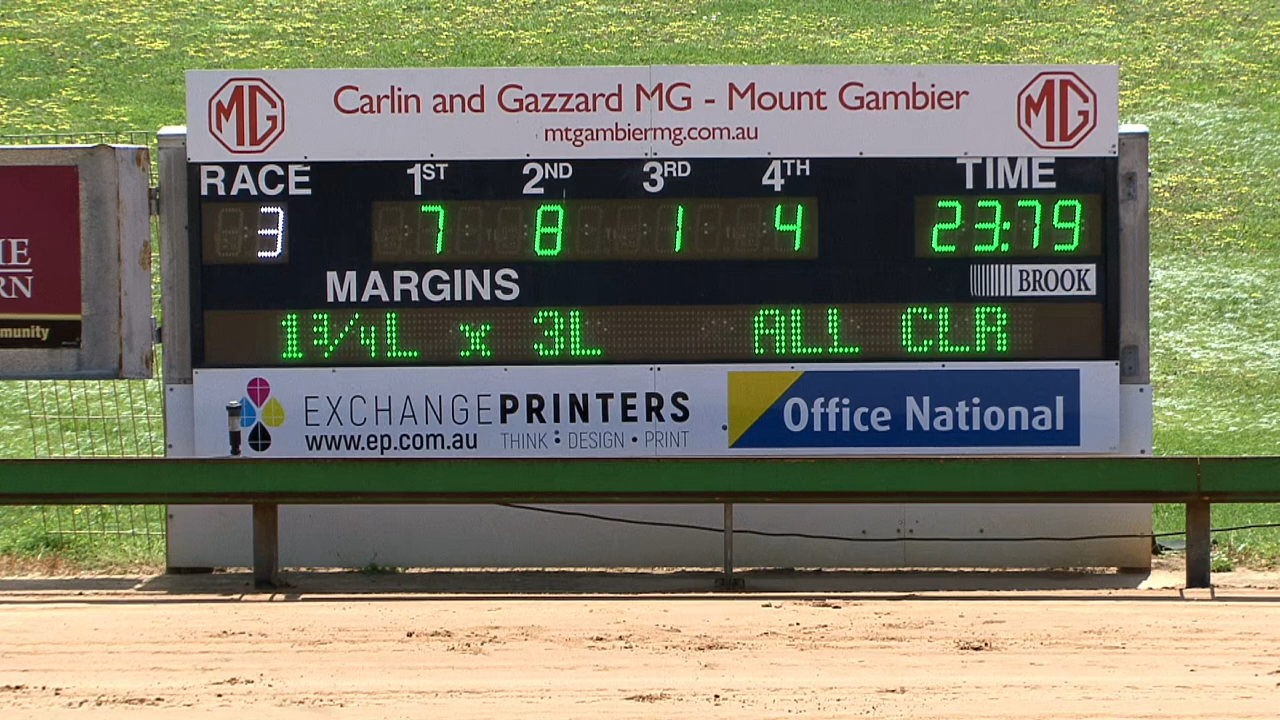 MG Carlin and Gazzard MG - Mount Gambier MG
mtgambiermg.com.au
RACE 1ST 2ND 3RD 4TH TIME
3 7 8 1 4 23.79
MARGINS BROOK
1¾L x 3L ALL CLR
IE
RN
munity
EXCHANGEPRINTERS
www.ep.com.au THINK : DESIGN • PRINT
Office National